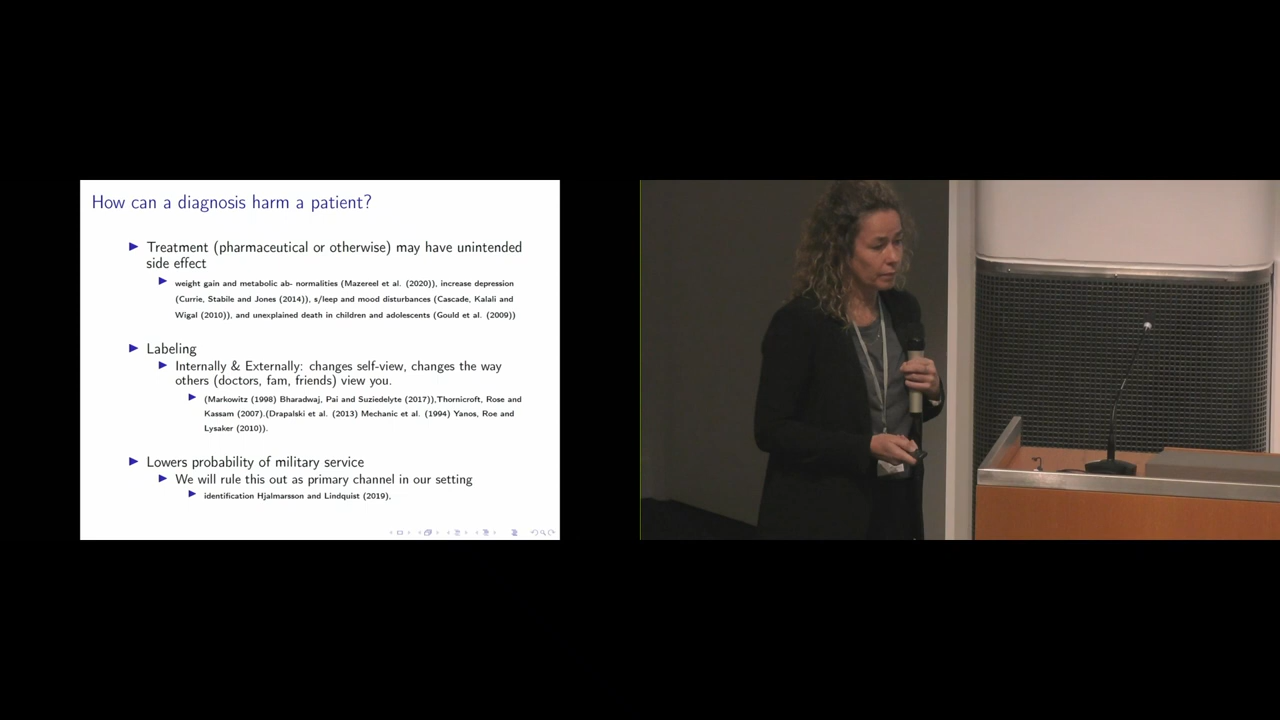 How can a diagnosis harm a patient?
Treatment (pharmaceutical or otherwise) may have unintended
side effect
weight gain and metabolic ab- normalities (Mazereel et al. (2020)), increase depression
(Currie, Stabile and Jones (2014)), s/leep and mood disturbances (Cascade, Kalali and
Wigal (2010)), and unexplained death in children and adolescents (Gould et al. (2009))
Labeling
Internally & Externally: changes self-view, changes the way
others (doctors, fam, friends) view you.
(Markowitz (1998) Bharadwaj, Pai and Suziedelyte (2017)),Thornicroft, Rose and
Kassam (2007).(Drapalski et al. (2013) Mechanic et al. (1994) Yanos, Roe and
Lysaker (2010)).
Lowers probability of military service
We will rule this out as primary channel in our setting
identification Hjalmarsson and Lindquist (2019),